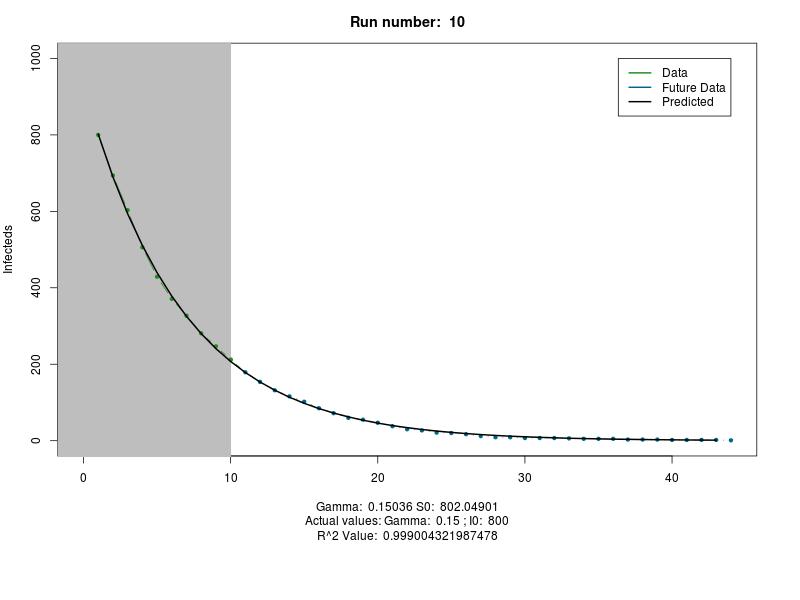 Run number: 10
1000
800
600
400
200
0
Infecteds
Data
Future Data
Predicted
0 10 20 30 40
Gamma: 0.15036 S0: 802.04901
Actual values: Gamma: 0.15 ; I0: 800
R^2 Value: 0.999004321987478